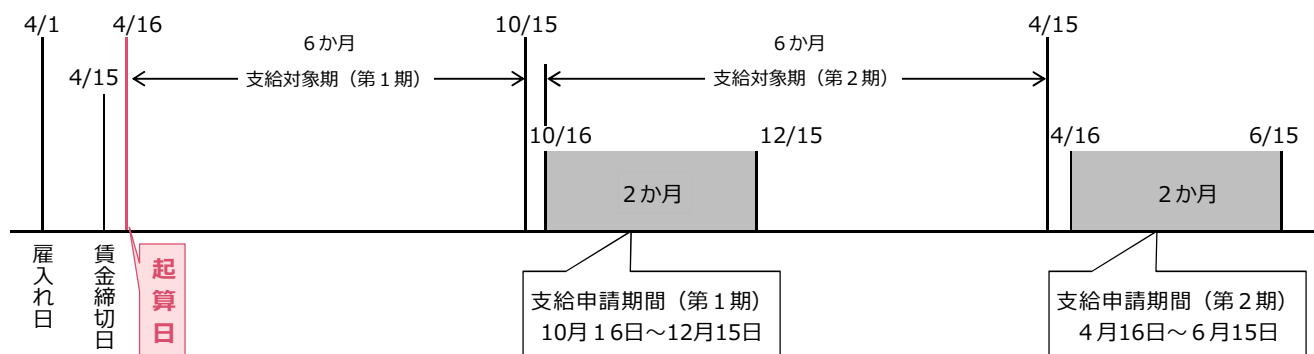 4/1
4/16
10/15
4/15
6か月
6か月
4/15
支給対象期（第１期）
支給対象期（第２期）
10/16
12/15
4/16
6/15
２か月
２か月
雇入れ日
賃金締切日
起算日
支給申請期間（第１期）
10月１6日～12月15日
支給申請期間（第２期）
４月16日～６月15日